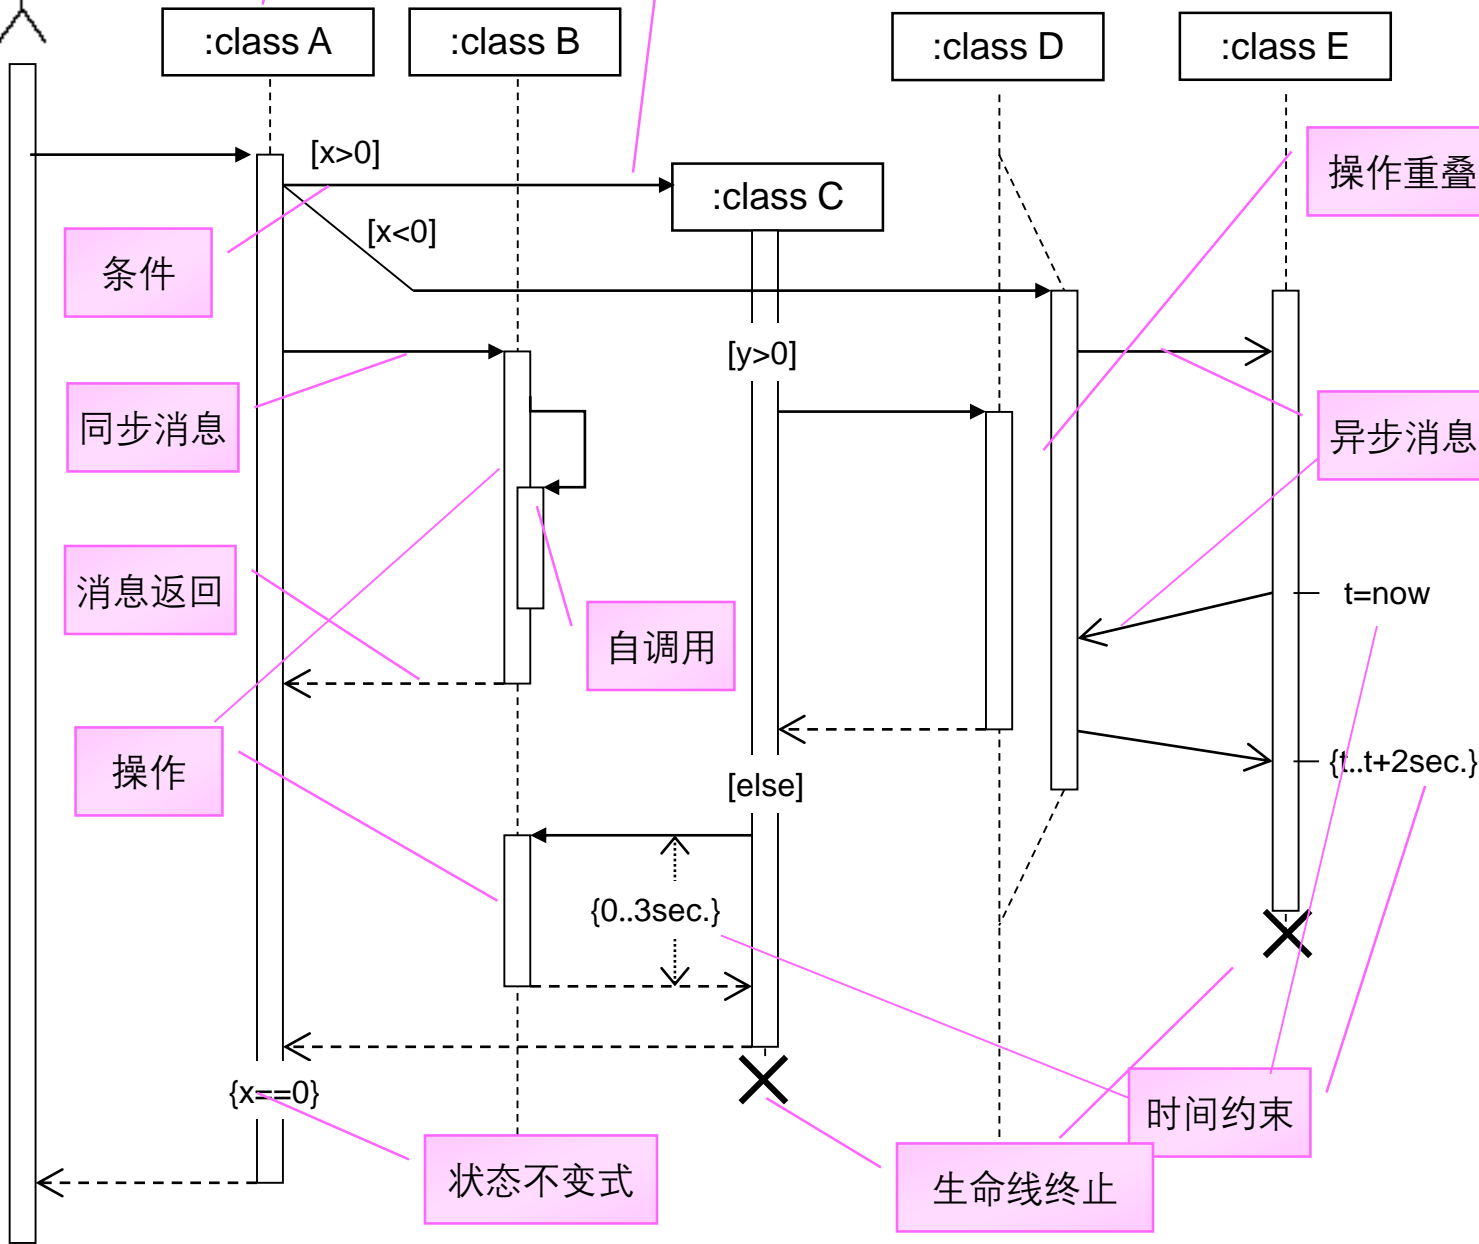 :class A
:class B
:class D
:class E
[x>0]
操作重叠
:class C
[x<0]
条件
[y>0]
同步消息
异步消息
消息返回
t=now
自调用
操作
{t..t+2sec.}
[else]
{0..3sec.}
{x==0}
时间约束
状态不变式
生命线终止